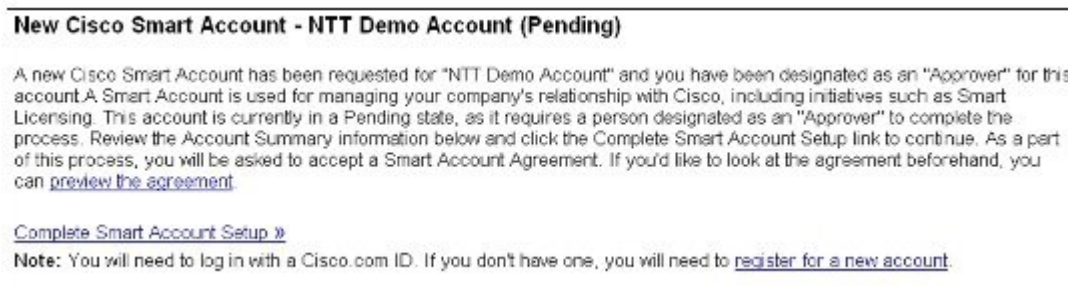 New Cisco Smart Account - NTT Demo Account (Pending)
A new Cisco Smart Account has been requested for "NTT Demo Account" and you have been designated as an "Approver" for this
account.A Smart Account is used for managing your company's relationship with Cisco, including initiatives such as Smart
Licensing. This account is currently in a Pending state, as it requires a person designated as an "Approver" to complete the
process. Review the Account Summary information below and click the Complete Smart Account Setup link to continue. As a part
of this process, you will be asked to accept a Smart Account Agreement. If you'd like to look at the agreement beforehand, you
can preview the agreement.
Complete Smart Account Setup »
Note: You will need to log in with a Cisco.com ID. If you don't have one, you will need to register for a new account.